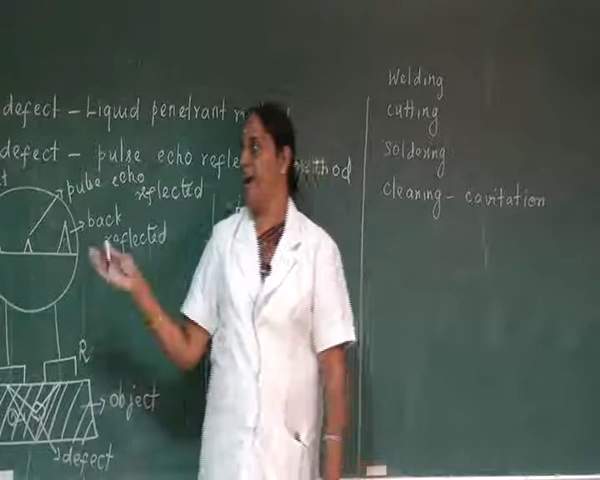 defect - Liquid penetrant
defect - pulse echo method
pulse echo
reflected
back
reflected
R
object
defect
Welding
cutting
soldering
cleaning - cavitation